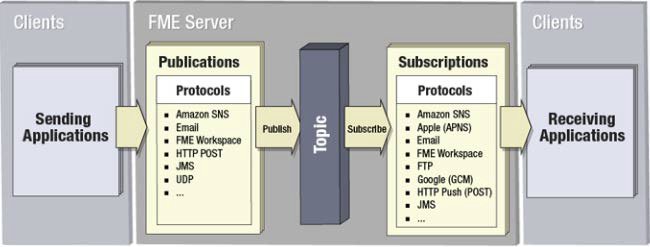 Clients
FME Server
Clients
Sending
Applications
Publications
Protocols
Amazon SNS
Email
FME Workspace
HTTP POST
JMS
UDP
...
Publish
Topic
Subscribe
Subscriptions
Protocols
Amazon SNS
Apple (APNS)
Email
FME Workspace
FTP
Google (GCM)
HTTP Push (POST)
JMS
...
Receiving
Applications